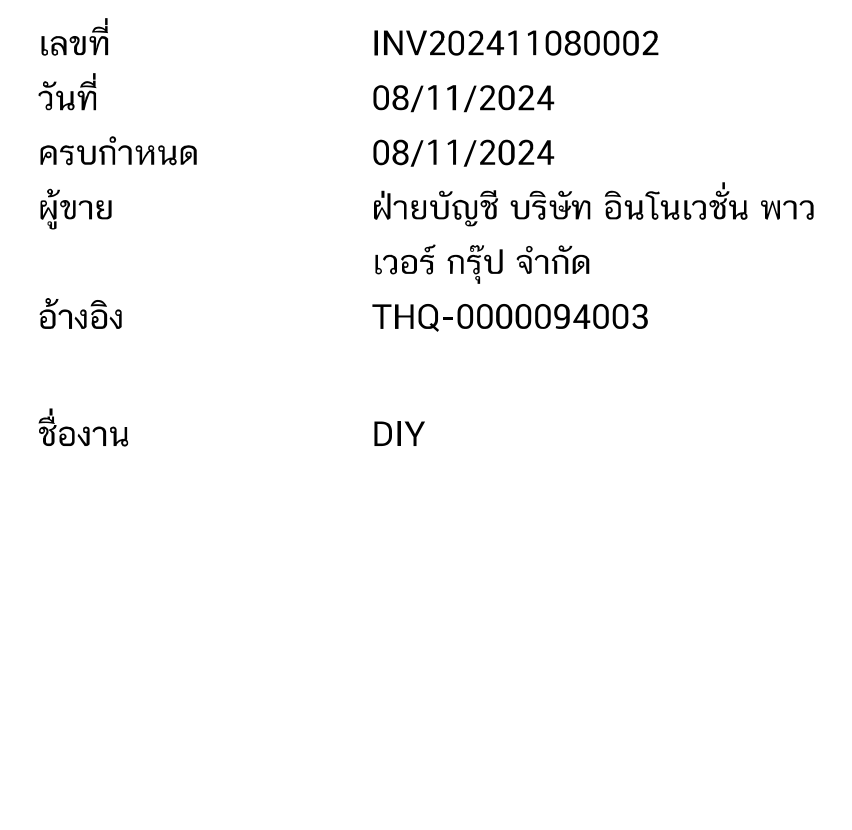 เลขที่ INV202411080002
วันที่ 08/11/2024
ครบกำหนด 08/11/2024
ผู้ขาย ฝ่ายบัญชี บริษัท อินโนเวชั่น พาว
เวอร์ กรุ๊ป จำกัด
อ้างอิง THQ-0000094003
ชื่องาน DIY